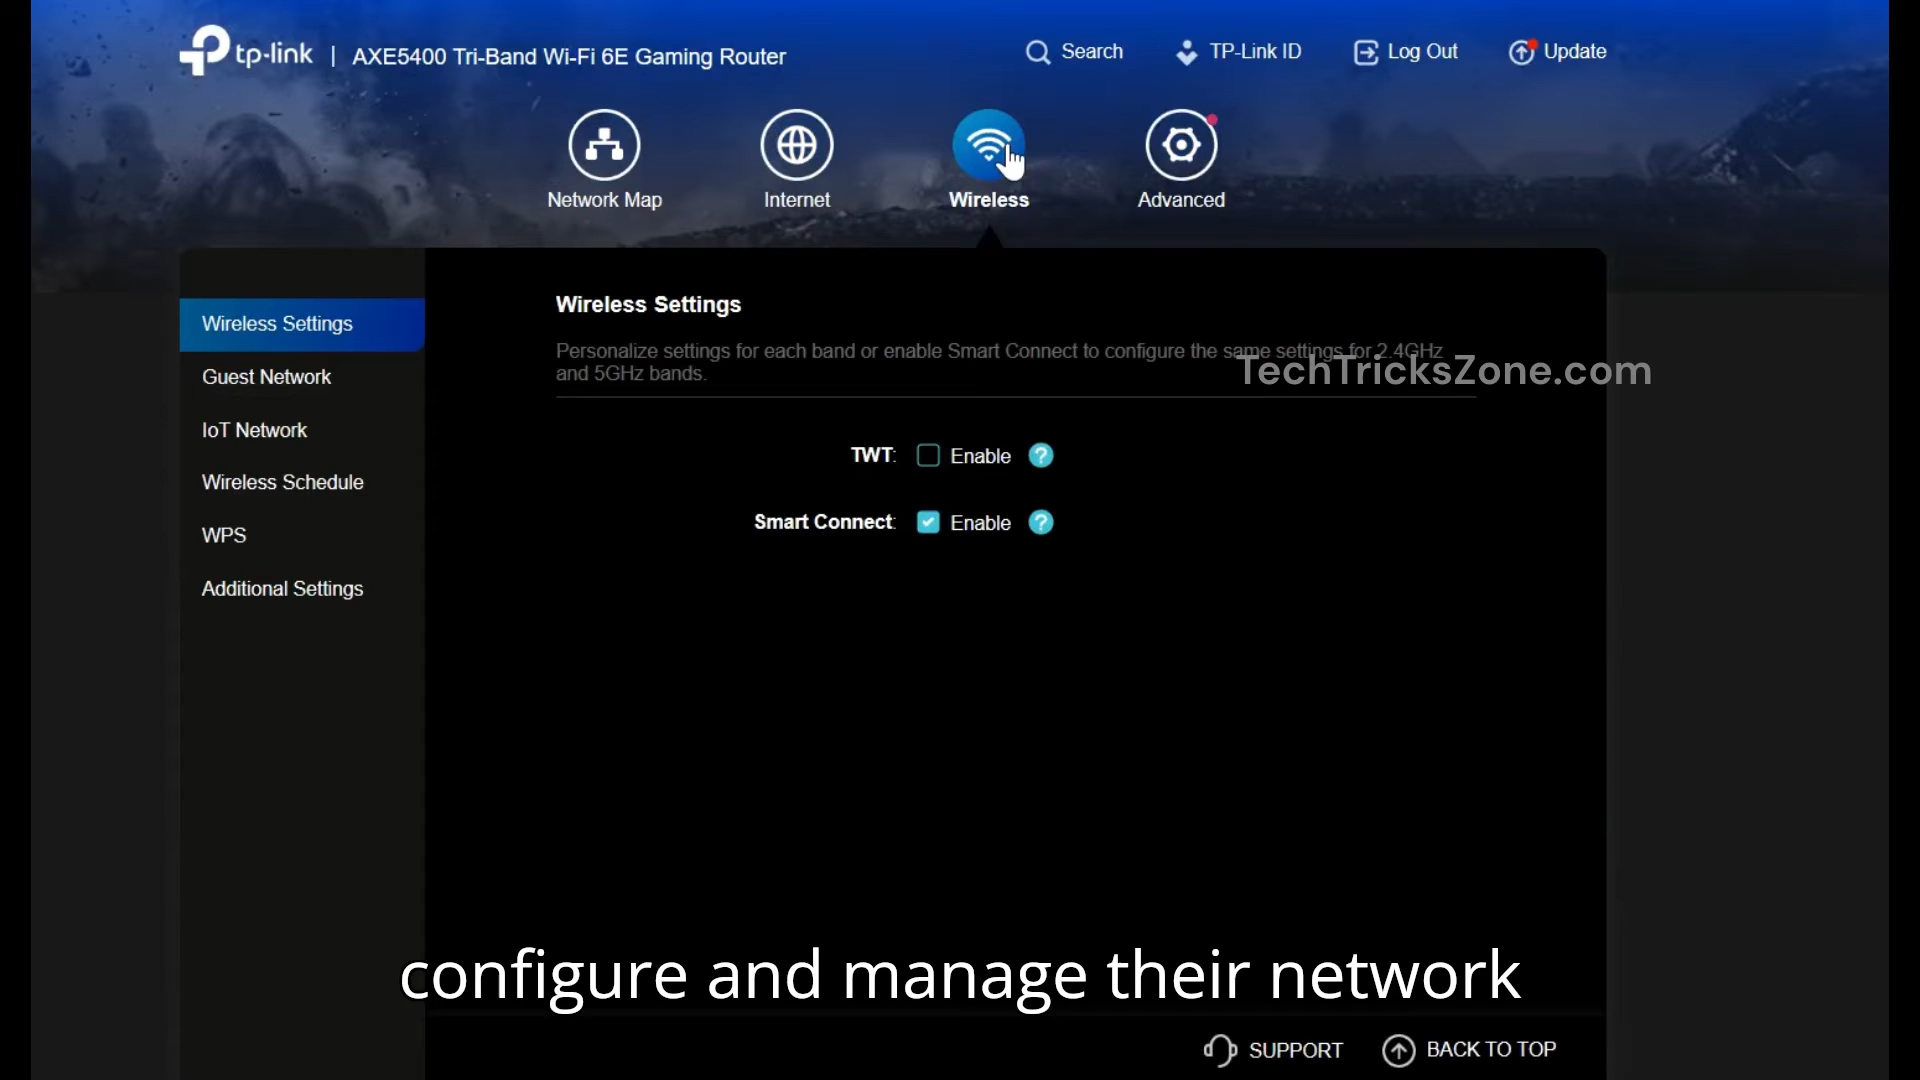 tp-link | AXE5400 Tri-Band Wi-Fi 6E Gaming Router
Search
TP-Link ID
Log Out
Update
Network Map
Internet
Wireless
Advanced
Wireless Settings
Guest Network
IoT Network
Wireless Schedule
WPS
Additional Settings
Wireless Settings
Personalize settings for each band or enable Smart Connect to configure the same settings for 2.4GHz
and 5GHz bands.
TechTricksZone.com
TWT: Enable ?
Smart Connect: Enable ?
configure and manage their network
SUPPORT
BACK TO TOP